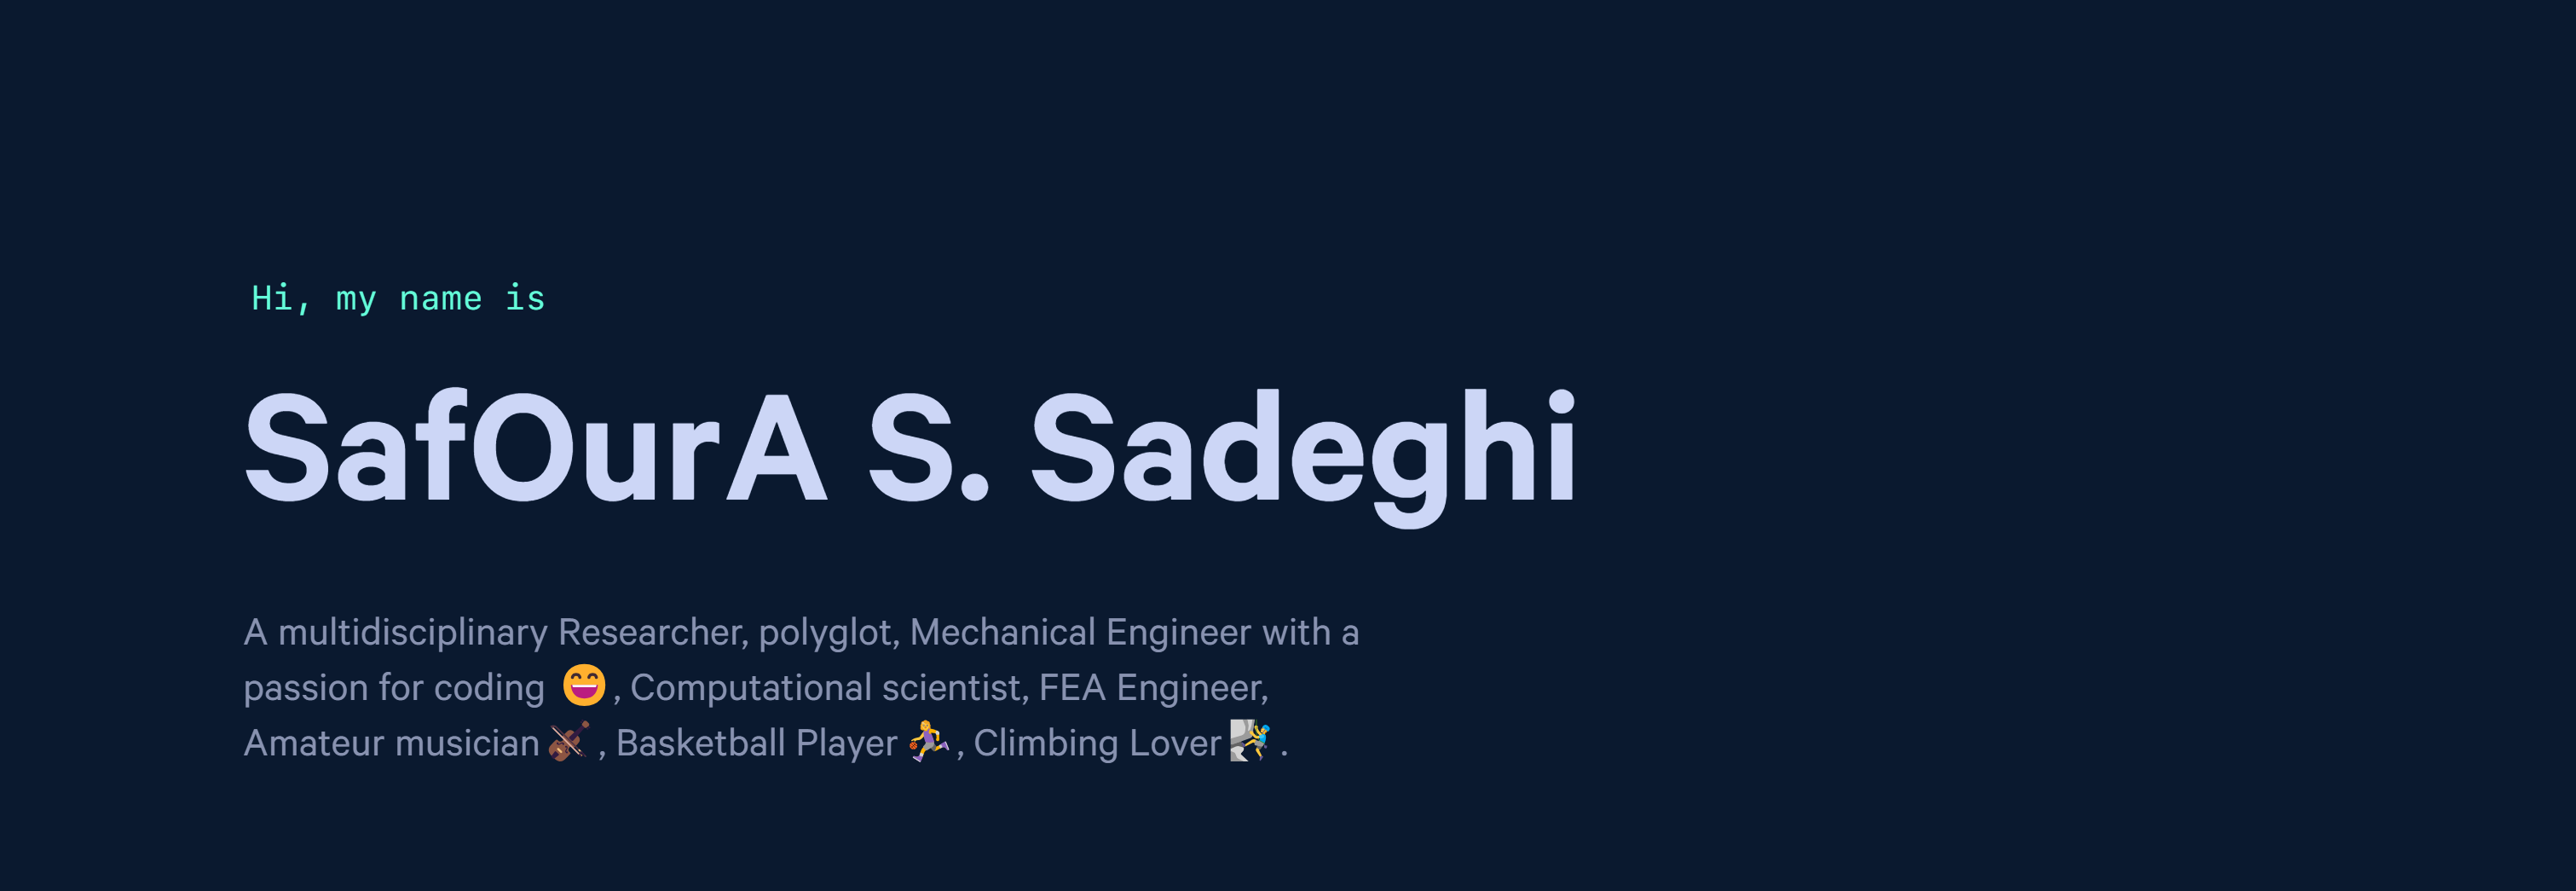 Hi, my name is
SafOurA S. Sadeghi
A multidisciplinary Researcher, polyglot, Mechanical Engineer with a
passion for coding 😄, Computational scientist, FEA Engineer,
Amateur musician🎻, Basketball Player ⛹️‍♀️, Climbing Lover🧗.